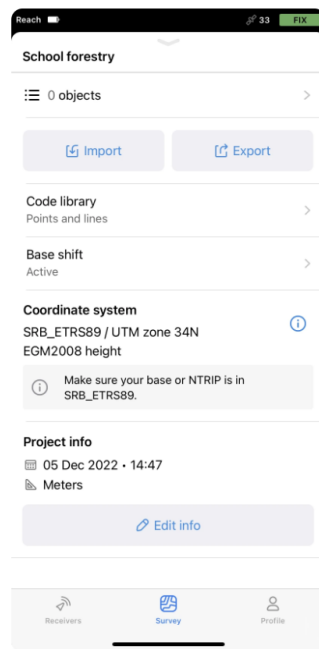 Reach 33 FIX
School forestry
0 objects
Import Export
Code library
Points and lines
Base shift
Active
Coordinate system
SRB_ETRS89 / UTM zone 34N
EGM2008 height
Make sure your base or NTRIP is in
SRB_ETRS89.
Project info
05 Dec 2022 • 14:47
Meters
Edit info
Receivers Survey Profile